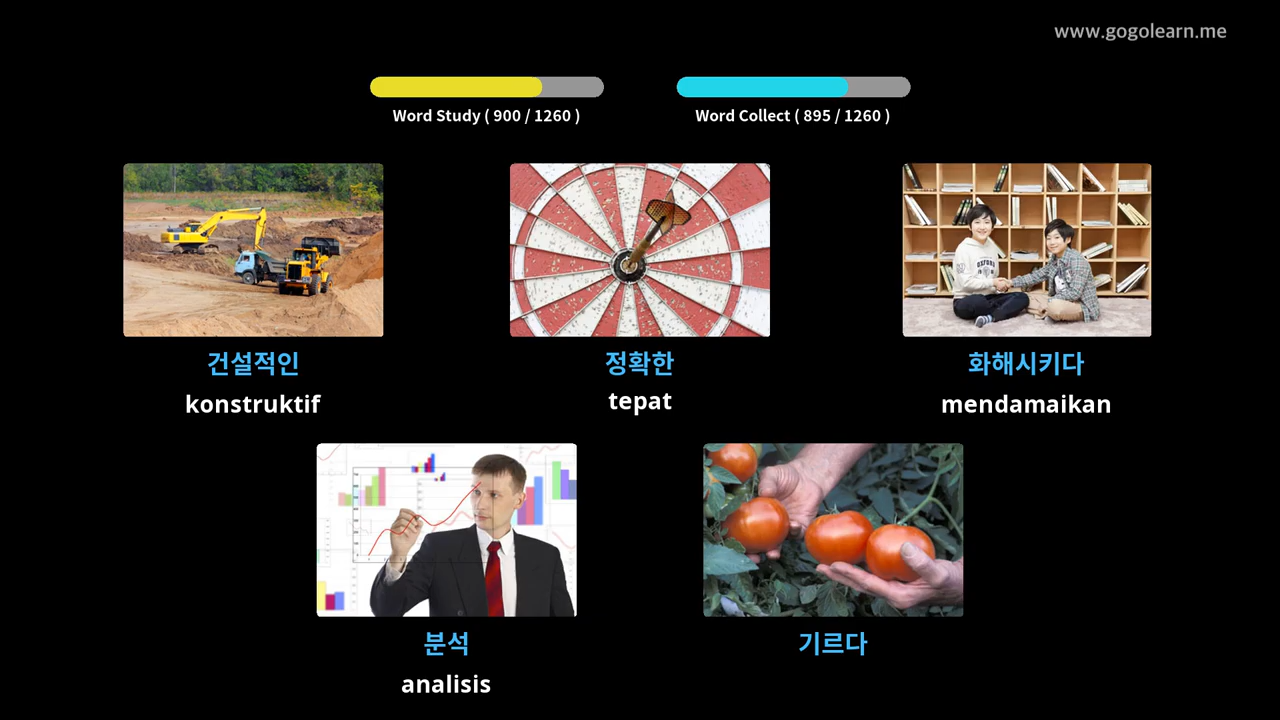 www.gogolearn.me
Word Study ( 900 / 1260 )
Word Collect ( 895 / 1260 )
건설적인
konstruktif
정확한
tepat
화해시키다
mendamaikan
분석
analisis
기르다